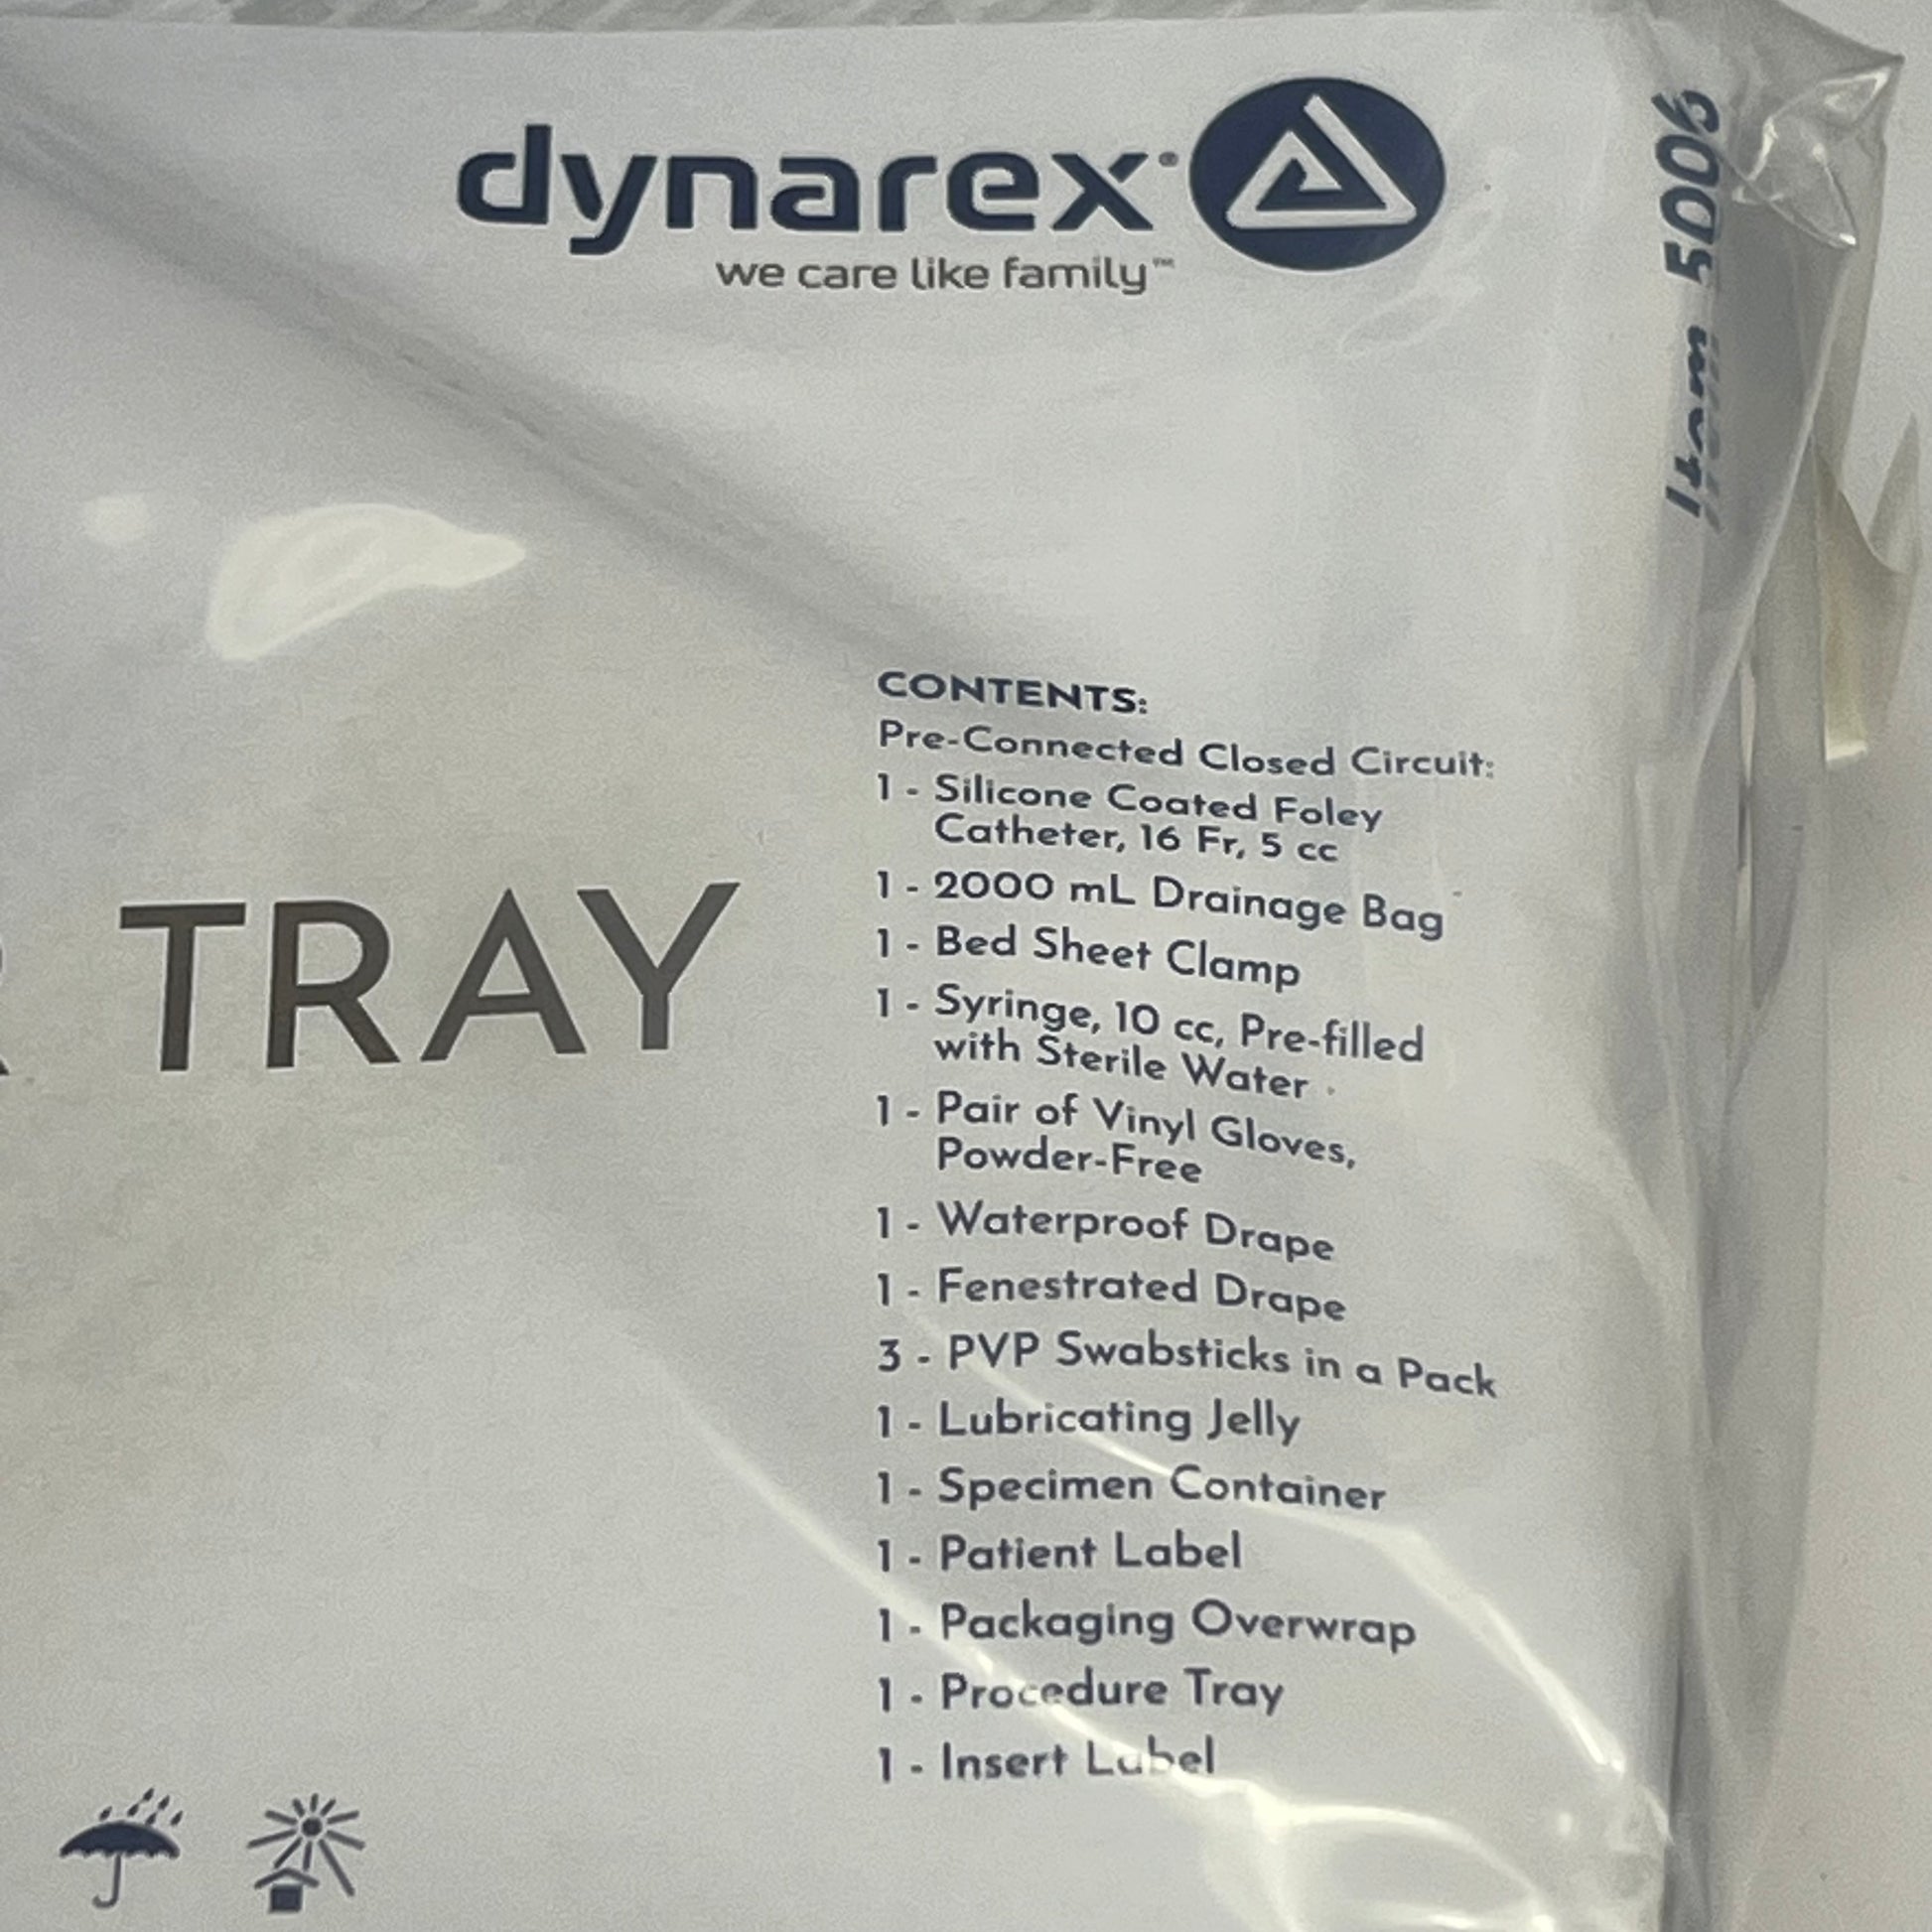 dynarex®
we care like family™
Item 5006
CONTENTS:
Pre-Connected Closed Circuit:
1 - Silicone Coated Foley
Catheter, 16 Fr, 5 cc
1 - 2000 mL Drainage Bag
1 - Bed Sheet Clamp
1 - Syringe, 10 cc, Pre-filled
with Sterile Water
1 - Pair of Vinyl Gloves,
Powder-Free
1 - Waterproof Drape
1 - Fenestrated Drape
3 - PVP Swabsticks in a Pack
1 - Lubricating Jelly
1 - Specimen Container
1 - Patient Label
1 - Packaging Overwrap
1 - Procedure Tray
1 - Insert Label
TRAY